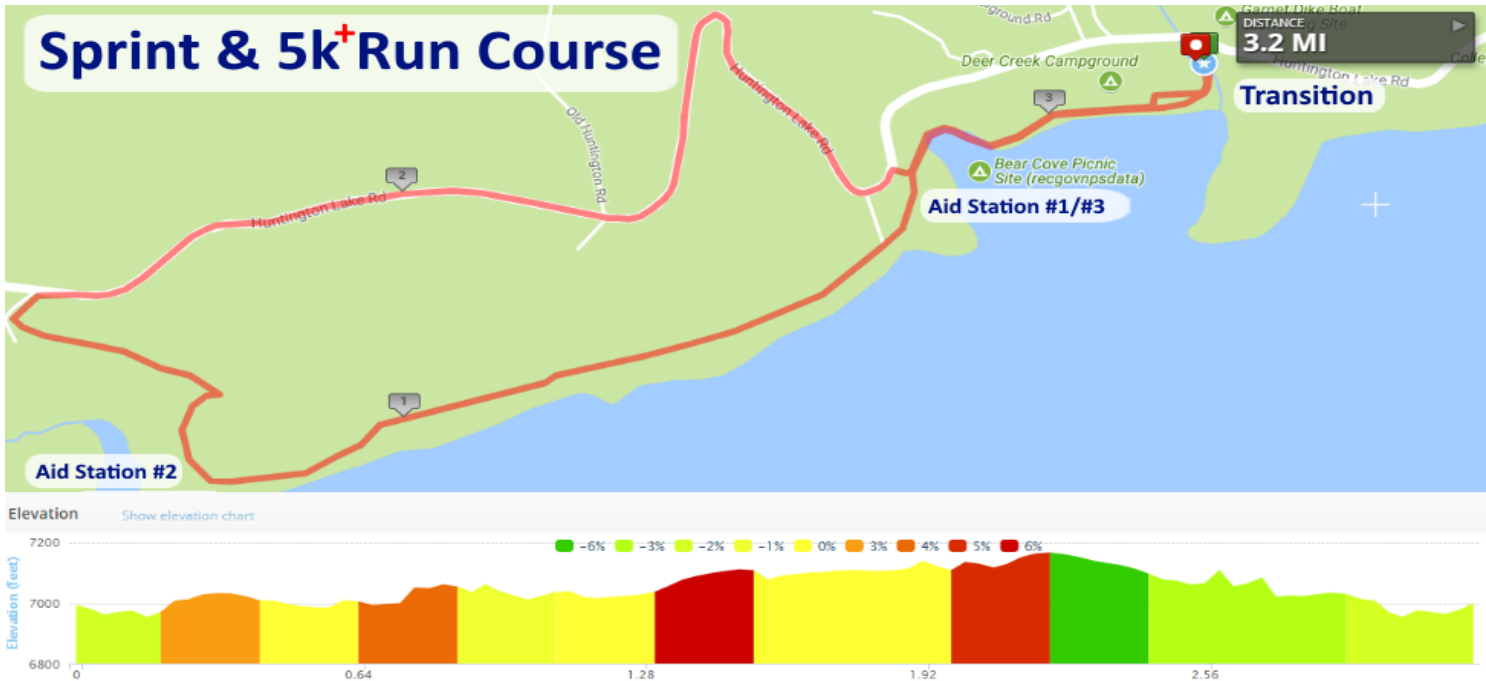 Sprint & 5k+Run Course
Garnet Dike Boat
DISTANCE
3.2 MI
Deer Creek Campground
Huntington Lake Rd
Transition
3
Huntington Lake Rd
Old Huntington Rd
Bear Cove Picnic
Site (recgovnpsdata)
Aid Station #1/#3
2
Huntington Lake Rd
1
Aid Station #2
Elevation
Show elevation chart
Elevation (feet)
7200
7000
6800
-6%
-3%
-2%
-1%
0%
3%
4%
5%
6%
0
0.64
1.28
1.92
2.56